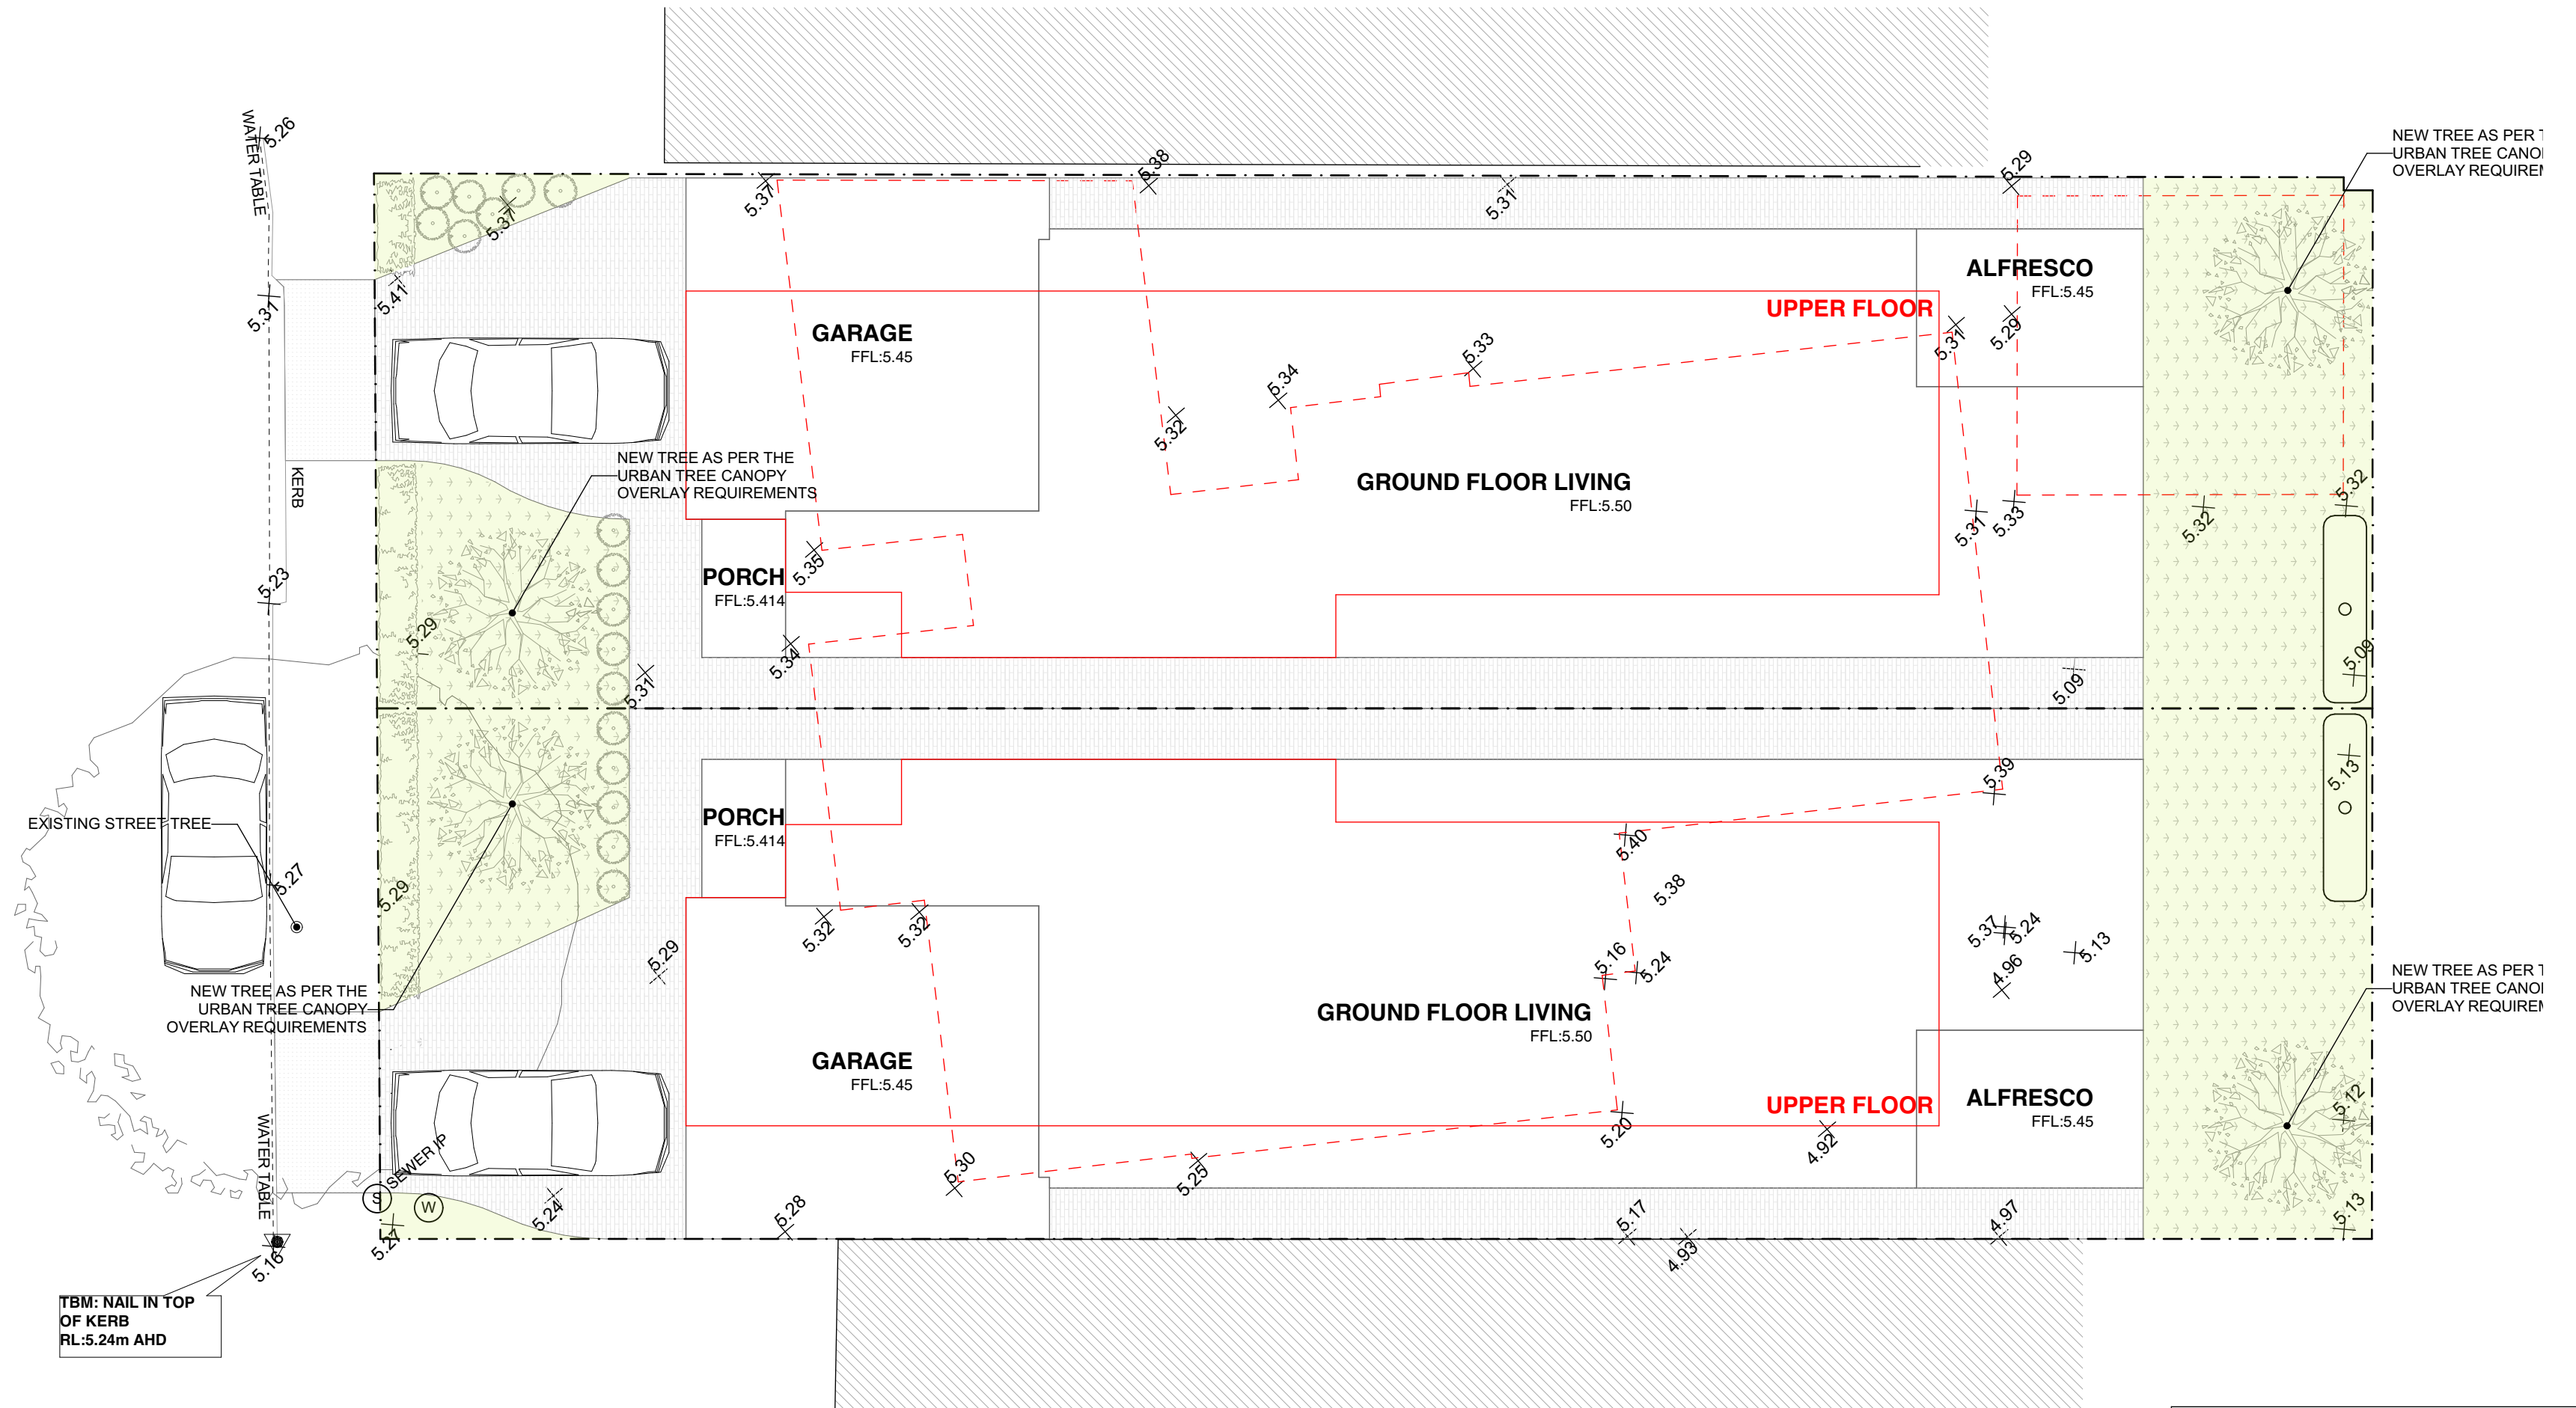 WATER TABLE
5.26
5.31
KERB
5.23
EXISTING STREET TREE
5.27
NEW TREE AS PER THE
URBAN TREE CANOPY
OVERLAY REQUIREMENTS
WATER TABLE
5.16
TBM: NAIL IN TOP
OF KERB
RL:5.24m AHD
5.37
5.41
NEW TREE AS PER THE
URBAN TREE CANOPY
OVERLAY REQUIREMENTS
5.29
5.31
5.29
5.29
SEWER IP
S
W
5.27
5.24
5.37
5.38
5.31
5.29
GARAGE
FFL:5.45
5.32
5.34
5.33
UPPER FLOOR
5.31
ALFRESCO
FFL:5.45
5.29
GROUND FLOOR LIVING
FFL:5.50
5.35
PORCH
FFL:5.414
5.34
5.31
5.33
5.32
5.32
5.09
5.09
NEW TREE AS PER
URBAN TREE
OVERLAY
PORCH
FFL:5.414
5.32
5.32
5.39
5.40
5.38
5.16
5.24
5.37
5.24
5.13
4.96
5.13
GROUND FLOOR LIVING
FFL:5.50
GARAGE
FFL:5.45
UPPER FLOOR
ALFRESCO
FFL:5.45
5.20
4.92
5.30
5.25
5.28
5.17
4.93
4.97
5.12
5.13
NEW TREE AS PER
URBAN TREE
OVERLAY